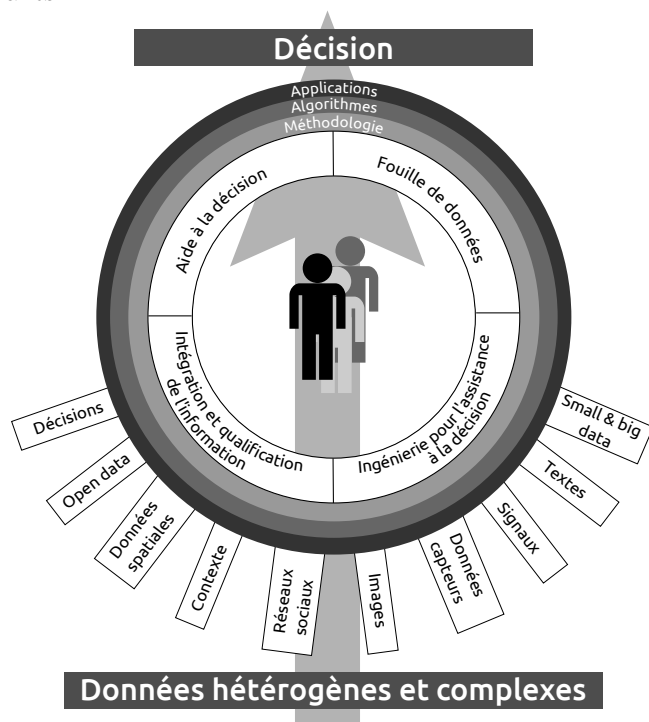 Décision
Applications
Algorithmes
Méthodologie
Aide à la décision
Fouille de données
Intégration et qualification
de l'information
Ingénierie pour l'assistance
à la décision
Décisions
Open data
Données
spatiales
Contexte
Réseaux
sociaux
Images
Données
capteurs
Signaux
Textes
Small & big
data
Données hétérogènes et complexes